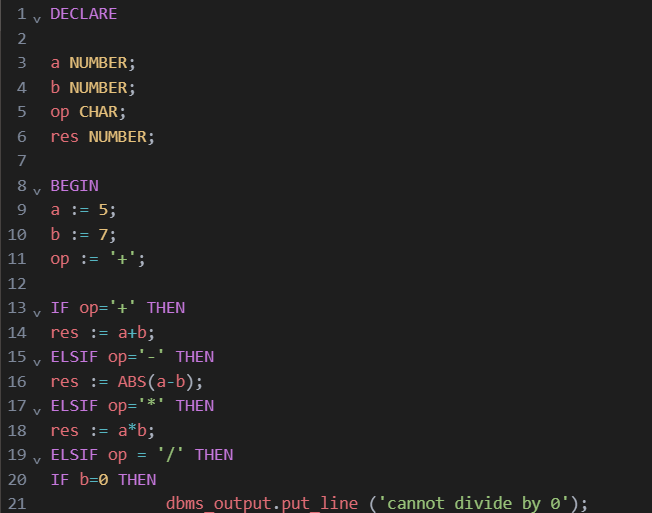 1 DECLARE
2
3 a NUMBER;
4 b NUMBER;
5 op CHAR;
6 res NUMBER;
7
8 BEGIN
9 a := 5;
10 b := 7;
11 op := '+';
12
13 IF op='+' THEN
14 res := a+b;
15 ELSIF op='-' THEN
16 res := ABS(a-b);
17 ELSIF op='*' THEN
18 res := a*b;
19 ELSIF op = '/' THEN
20 IF b=0 THEN
21 dbms_output.put_line ('cannot divide by 0');